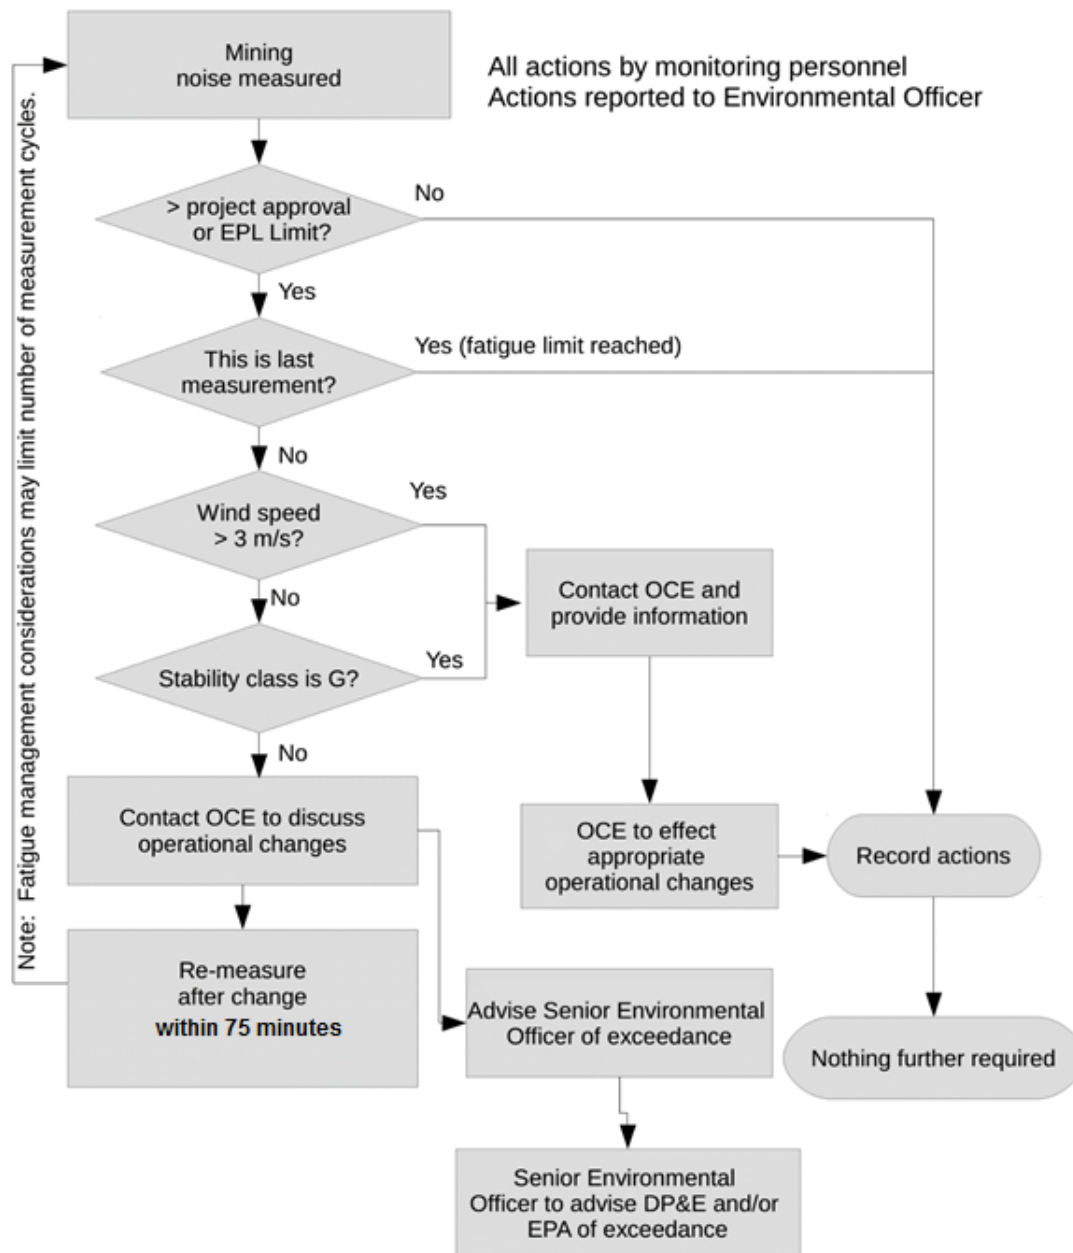 Mining
noise measured
All actions by monitoring personnel
Actions reported to Environmental Officer
Note: Fatigue management considerations may limit number of measurement cycles.
> project approval
or EPL Limit?
No
Yes
This is last
measurement?
Yes (fatigue limit reached)
No
Wind speed
> 3 m/s?
Yes
No
Contact OCE and
provide information
Stability class is G?
Yes
No
Contact OCE to discuss
operational changes
OCE to effect
appropriate
operational changes
Record actions
Re-measure
after change
within 75 minutes
Advise Senior Environmental
Officer of exceedance
Nothing further required
Senior Environmental
Officer to advise DP&E and/or
EPA of exceedance